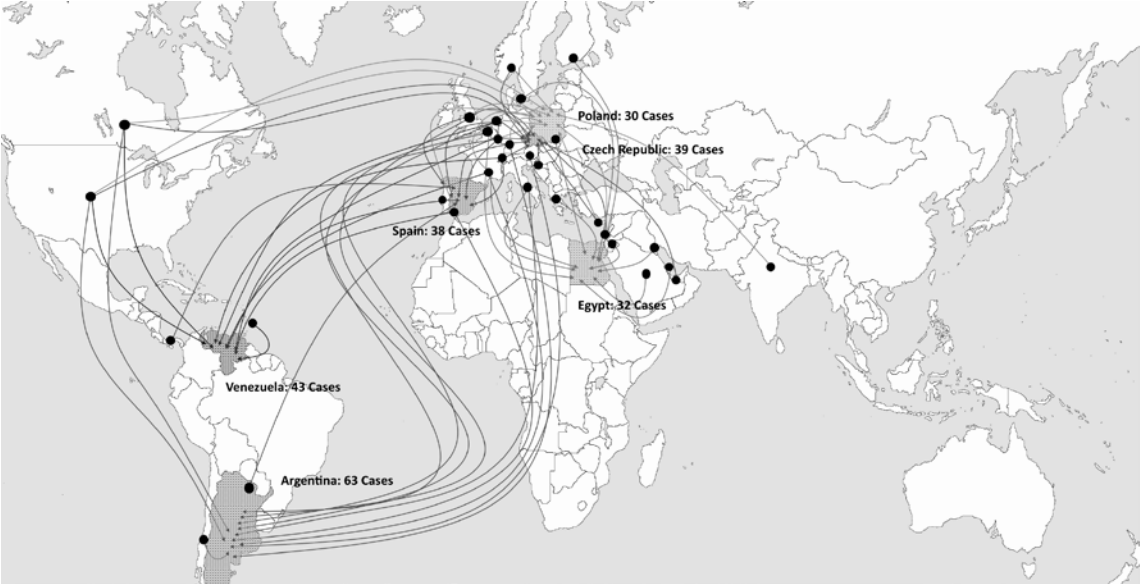 Poland: 30 Cases
Czech Republic: 39 Cases
Spain: 38 Cases
Egypt: 32 Cases
Venezuela: 43 Cases
Argentina: 63 Cases